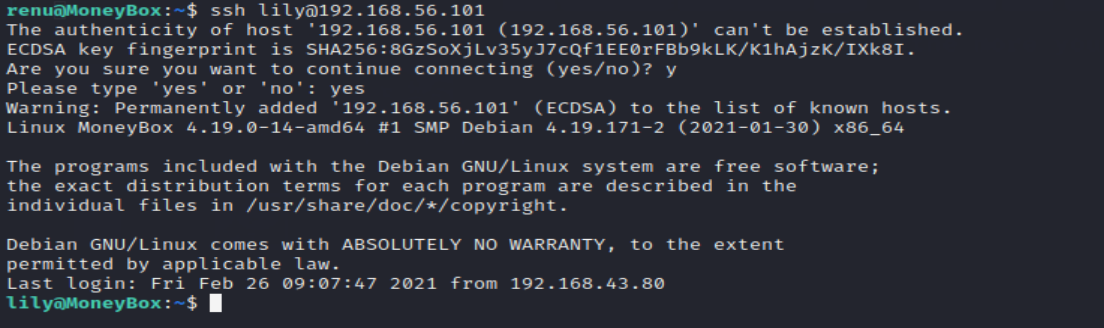 renu@MoneyBox:~$ ssh lily@192.168.56.101
The authenticity of host '192.168.56.101 (192.168.56.101)' can't be established.
ECDSA key fingerprint is SHA256:8GzSoXjLv35yJ7cQf1EE0rFBb9kLK/K1hAjzK/IXk8I.
Are you sure you want to continue connecting (yes/no)? y
Please type 'yes' or 'no': yes
Warning: Permanently added '192.168.56.101' (ECDSA) to the list of known hosts.
Linux MoneyBox 4.19.0-14-amd64 #1 SMP Debian 4.19.171-2 (2021-01-30) x86_64
The programs included with the Debian GNU/Linux system are free software;
the exact distribution terms for each program are described in the
individual files in /usr/share/doc/*/copyright.
Debian GNU/Linux comes with ABSOLUTELY NO WARRANTY, to the extent
permitted by applicable law.
Last login: Fri Feb 26 09:07:47 2021 from 192.168.43.80
lily@MoneyBox:~$